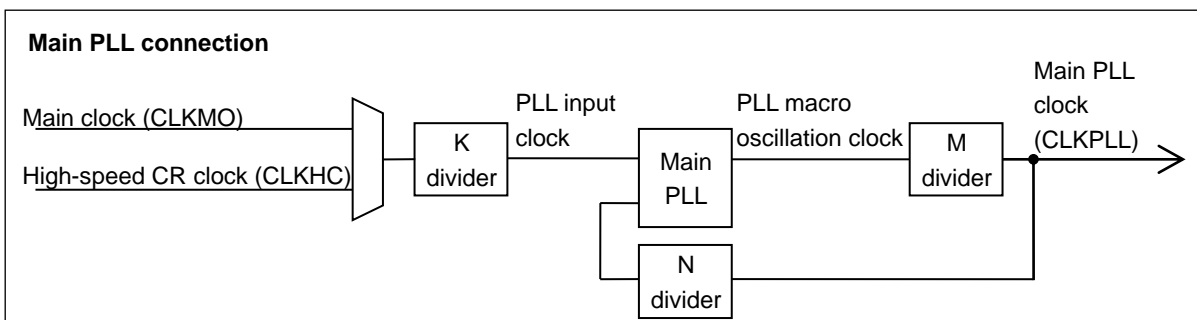 Main PLL connection
Main clock (CLKMO)
High-speed CR clock (CLKHC)
K
divider
PLL input
clock
Main
PLL
PLL macro
oscillation clock
M
divider
Main PLL
clock
(CLKPLL)
N
divider